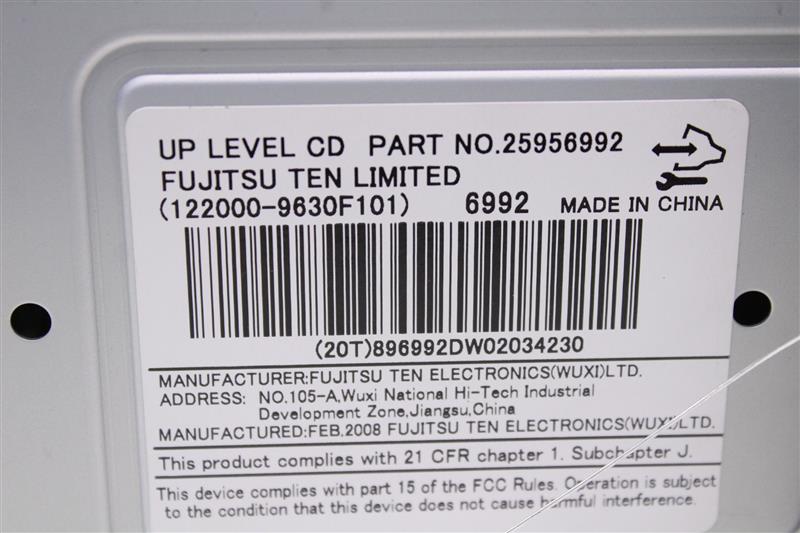 UP LEVEL CD PART NO.25956992
FUJITSU TEN LIMITED
(122000-9630F101) 6992 MADE IN CHINA
(20T)896992DW02034230
MANUFACTURER:FUJITSU TEN ELECTRONICS(WUXI)LTD.
ADDRESS: NO.105-A,Wuxi National Hi-Tech Industrial
Development Zone,Jiangsu,China
MANUFACTURED:FEB,2008 FUJITSU TEN ELECTRONICS(WUXI)LTD.
This product complies with 21 CFR chapter 1. Subchapter J.
This device complies with part 15 of the FCC Rules. Operation is subject
to the condition that this device does not cause harmful interference.